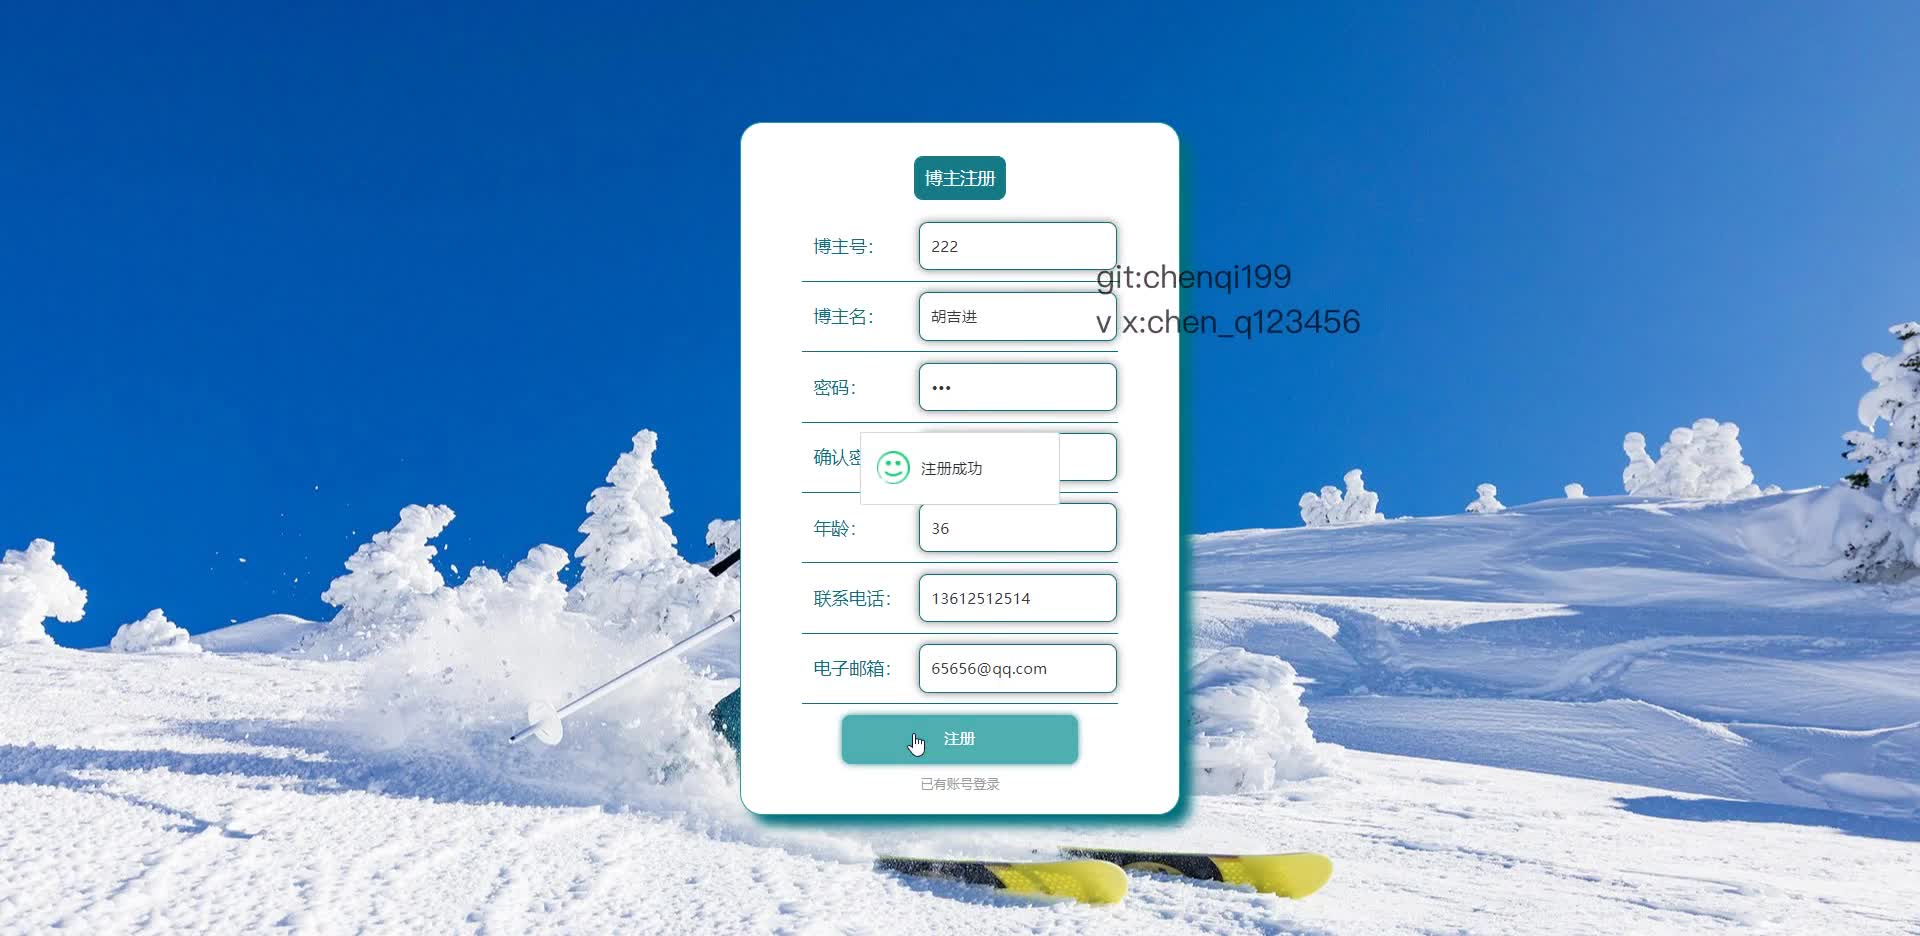 博主注册
博主号: 222
git:chenqi199
博主名: 胡吉进
v x:chen_q123456
密码: •••
确认密
注册成功
年龄: 36
联系电话: 13612512514
电子邮箱: 65656@qq.com
注册
已有账号登录